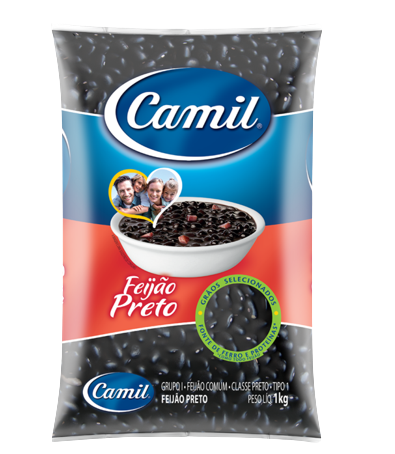 Camil®
Feijão
Preto
GRÃOS SELECIONADOS
FONTE DE FERRO E PROTEÍNAS*
Camil®
GRUPO I • FEIJÃO COMUM • CLASSE PRETO • TIPO 1
FEIJÃO PRETO
PESO LÍQ. 1kg